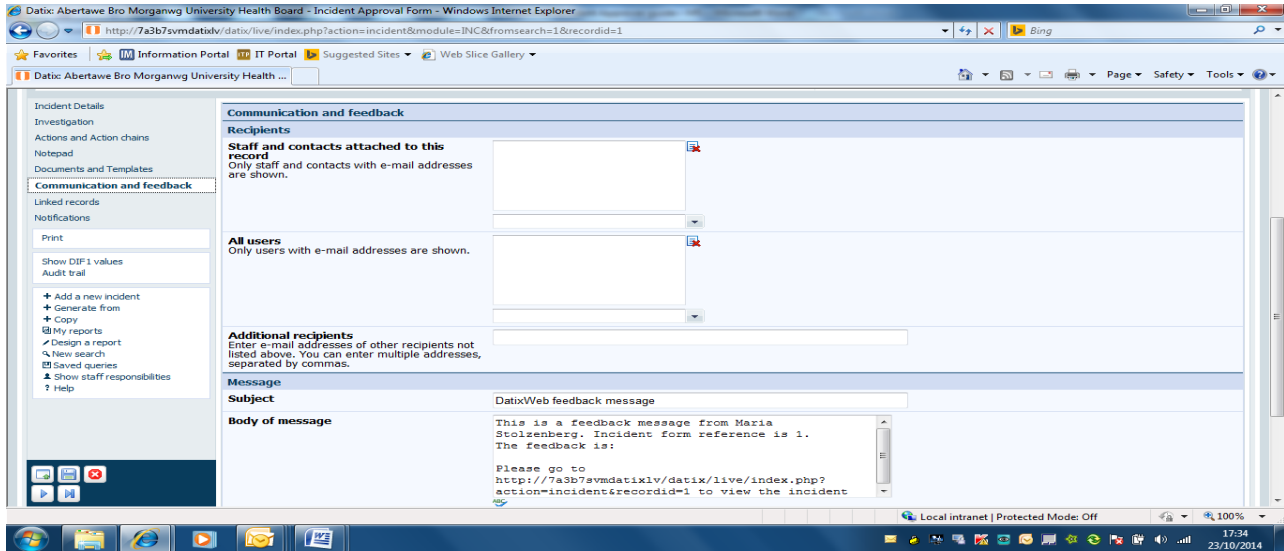 Datix: Abertawe Bro Morganwg University Health Board - Incident Approval Form - Windows Internet Explorer
http://7a3b7svmdatixlv/datix/live/index.php?action=incident&module=INC&fromsearch=1&recordid=1
Bing
Favorites Information Portal IT Portal Suggested Sites Web Slice Gallery
Datix: Abertawe Bro Morganwg University Health ...
Page Safety Tools
Incident Details
Investigation
Actions and Action chains
Notepad
Documents and Templates
Communication and feedback
Linked records
Notifications
Print
Show DIF1 values
Audit trail
Add a new incident
Generate from
Copy
My reports
Design a report
New search
Saved queries
Show staff responsibilities
? Help
Communication and feedback
Recipients
Staff and contacts attached to this
record
Only staff and contacts with e-mail addresses
are shown.
All users
Only users with e-mail addresses are shown.
Additional recipients
Enter e-mail addresses of other recipients not
listed above. You can enter multiple addresses,
separated by commas.
Message
Subject
DatixWeb feedback message
Body of message
This is a feedback message from Maria
Stolzenberg. Incident form reference is 1.
The feedback is:
Please go to
http://7a3b7svmdatixlv/datix/live/index.php?
action=incident&recordid=1 to view the incident
ABC
Local intranet | Protected Mode: Off
100%
17:34
23/10/2014